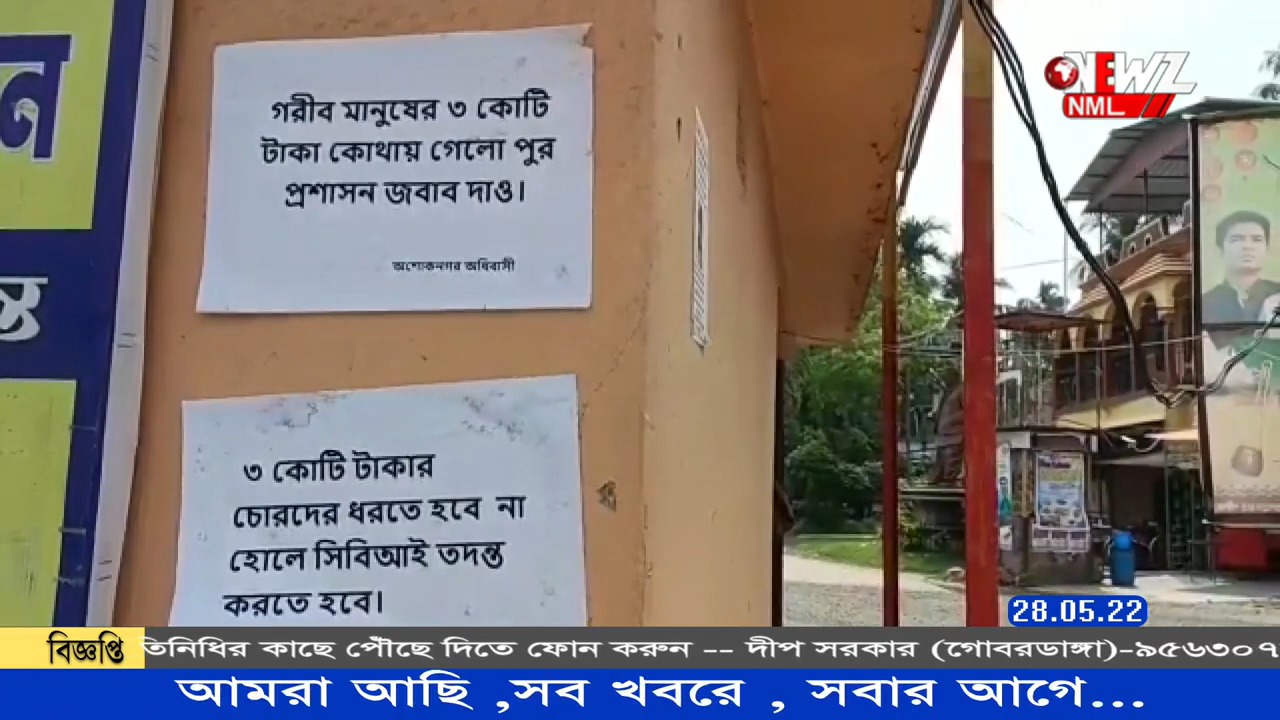 ন
ন্ত
গরীব মানুষের ৩ কোটি
টাকা কোথায় গেলো পুর
প্রশাসন জবাব দাও।
অশোকনগর অধিবাসী
৩ কোটি টাকার
চোরদের ধরতে হবে না
হোলে সিবিআই তদন্ত
করতে হবে।
NEWZ
NML
28.05.22
বিজ্ঞপ্তি তিনিধির কাছে পৌঁছে দিতে ফোন করুন -- দীপ সরকার (গোবরডাঙ্গা)-৯৫৬৩০৭
আমরা আছি ,সব খবরে , সবার আগে...